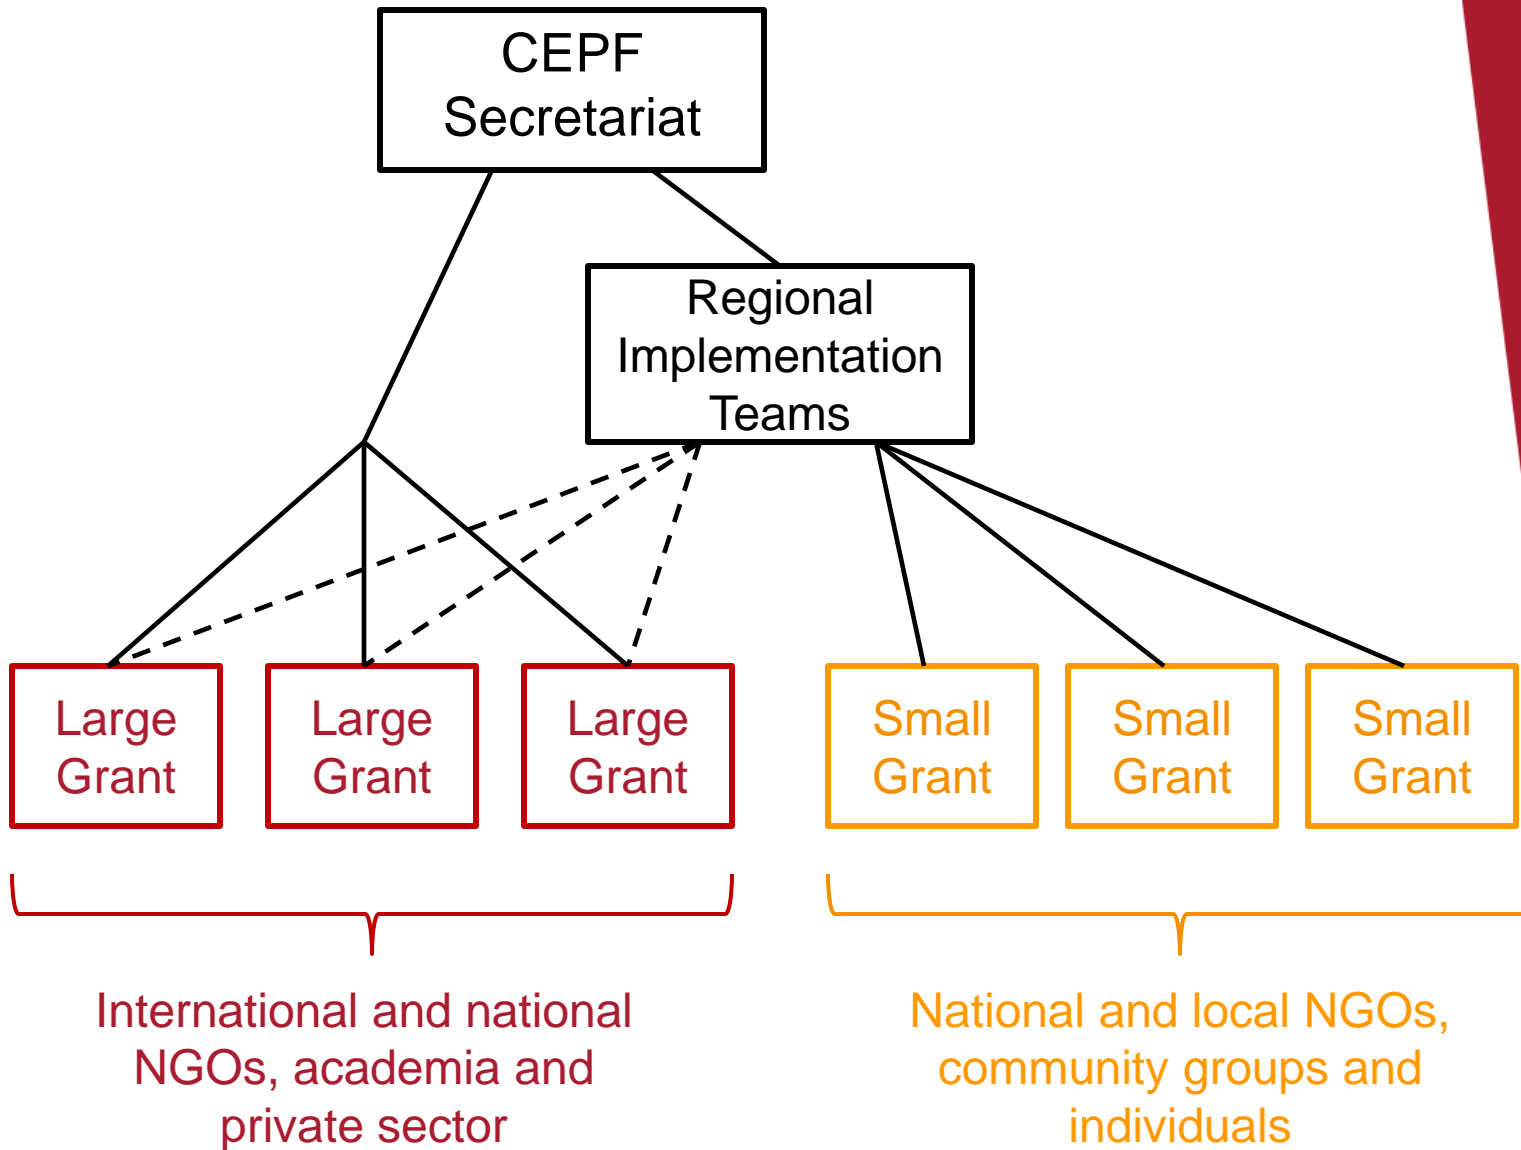 CEPF
Secretariat
Regional
Implementation
Teams
Large
Grant
Large
Grant
Large
Grant
Small
Grant
Small
Grant
Small
Grant
International and national
NGOs, academia and
private sector
National and local NGOs,
community groups and
individuals